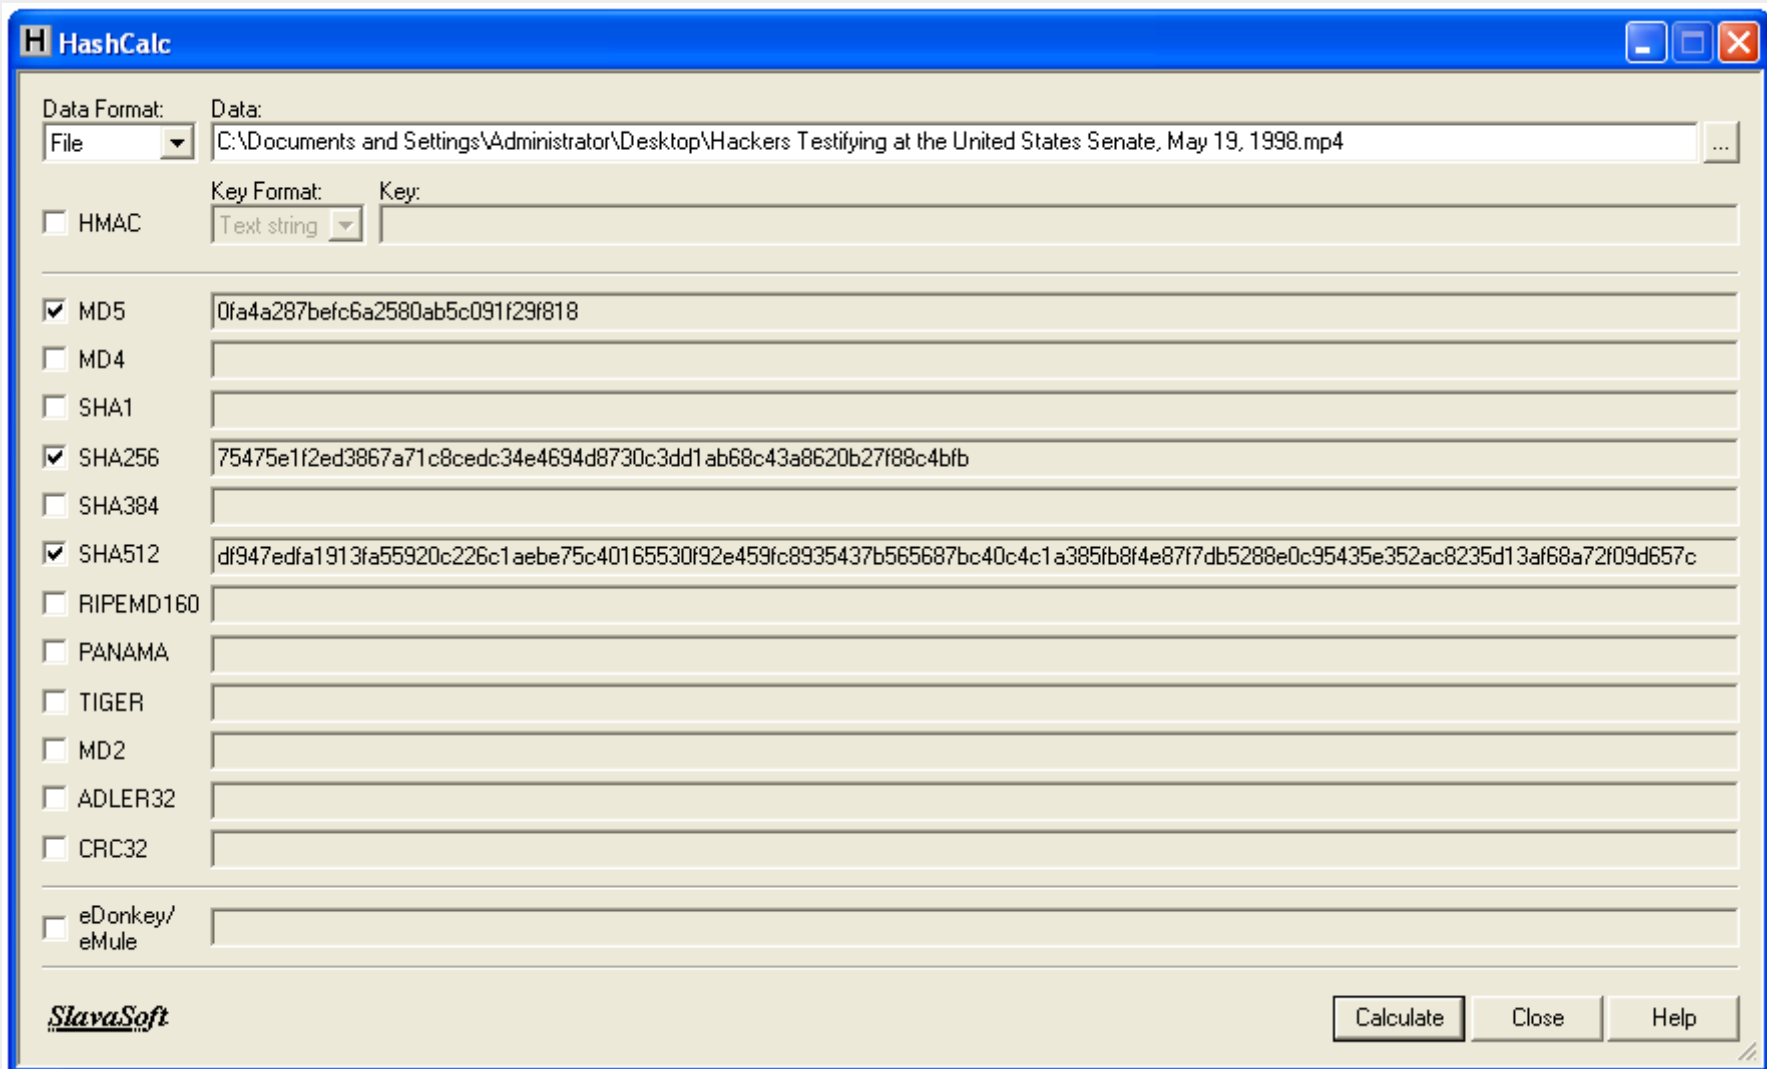 HashCalc
Data Format: Data:
File C:\Documents and Settings\Administrator\Desktop\Hackers Testifying at the United States Senate, May 19, 1998.mp4 ...
Key Format: Key:
HMAC Text string
MD5 0fa4a287befc6a2580ab5c091f29f818
MD4
SHA1
SHA256 75475e1f2ed3867a71c8cedc34e4694d8730c3dd1ab68c43a8620b27f88c4bfb
SHA384
SHA512 df947edfa1913fa55920c226c1aebe75c40165530f92e459fc8935437b565687bc40c4c1a385fb8f4e87f7db5288e0c95435e352ac8235d13af68a72f09d657c
RIPEMD160
PANAMA
TIGER
MD2
ADLER32
CRC32
eDonkey/
eMule
SlavaSoft Calculate Close Help